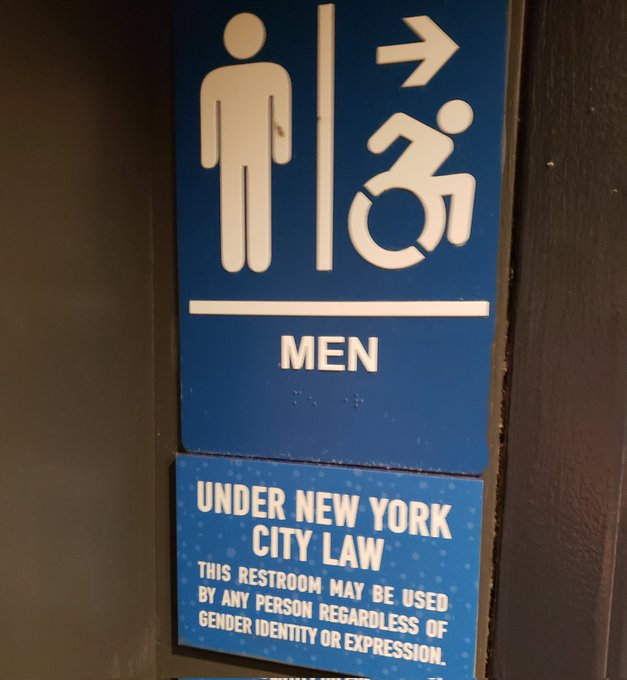 MEN
UNDER NEW YORK
CITY LAW
THIS RESTROOM MAY BE USED
BY ANY PERSON REGARDLESS OF
GENDER IDENTITY OR EXPRESSION.